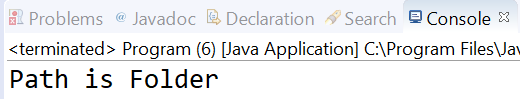 Problems @ Javadoc Declaration Search Console
<terminated> Program (6) [Java Application] C:\Program Files\Jav
Path is Folder